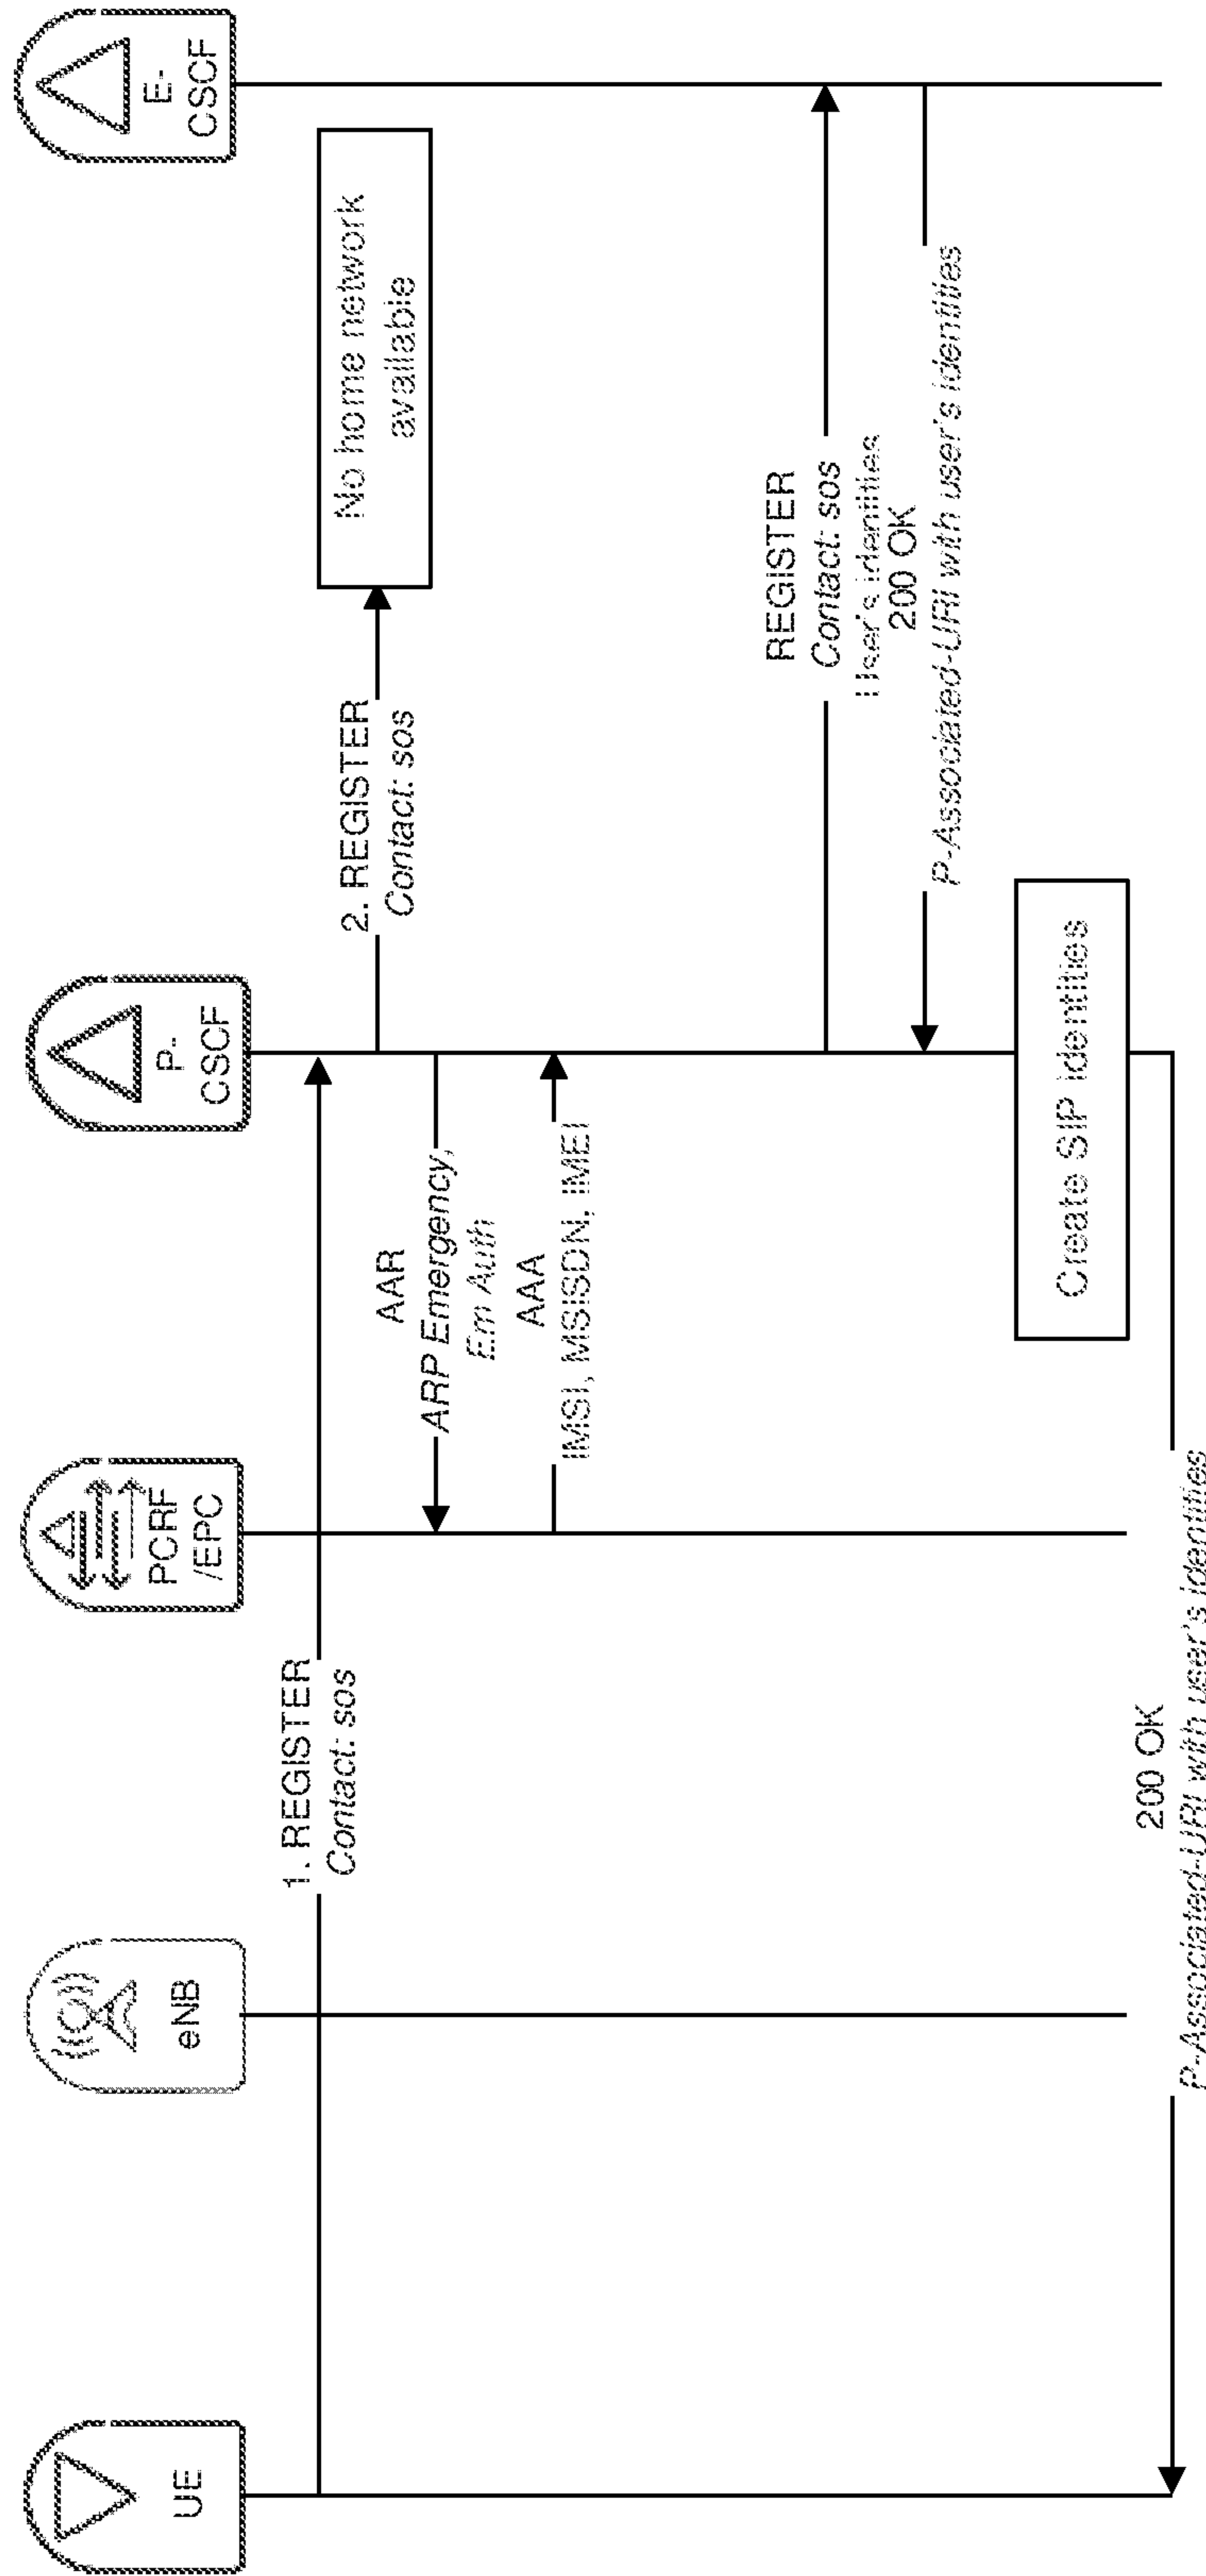 UE
eNB
PCRF
/EPC
P-
CSCF
E-
CSCF
1. REGISTER
Contact: sos
2. REGISTER
Contact: sos
No home network
available
AAR
ARP Emergency,
Em Auth
AAA
IMSI, MSISDN, IMEI
REGISTER
Contact: sos
User's identities
200 OK
P-Associated-URI with user's identities
Create SIP identities
200 OK
P-Associated-URI with user's identities